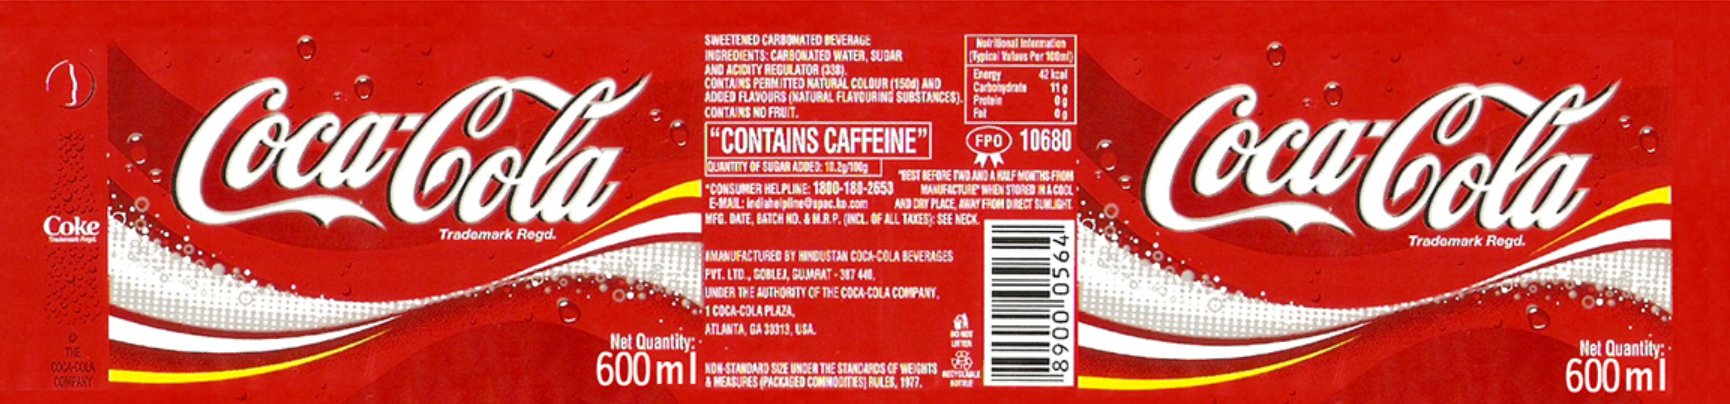 Coke
Trademark Regd.
©
THE
COCA-COLA
COMPANY
Coca-Cola
Trademark Regd.
Net Quantity:
600 ml
SWEETENED CARBONATED BEVERAGE
INGREDIENTS: CARBONATED WATER, SUGAR
AND ACIDITY REGULATOR (338).
CONTAINS PERMITTED NATURAL COLOUR (150d) AND
ADDED FLAVOURS (NATURAL FLAVOURING SUBSTANCES).
CONTAINS NO FRUIT.
"CONTAINS CAFFEINE"
QUANTITY OF SUGAR ADDED: 10.2g/100g
*CONSUMER HELPLINE: 1800-180-2653
E-MAIL: indiahelpline@apac.ko.com
Nutritional Information
(Typical Values Per 100ml)
Energy 42 kcal
Carbohydrate 11 g
Protein 0 g
Fat 0 g
FPO 10680
"BEST BEFORE TWO AND A HALF MONTHS FROM
MANUFACTURE" WHEN STORED IN A COOL
AND DRY PLACE, AWAY FROM DIRECT SUNLIGHT.
MFG. DATE, BATCH NO. & M.R.P. (INCL. OF ALL TAXES): SEE NECK.
MANUFACTURED BY HINDUSTAN COCA-COLA BEVERAGES
PVT. LTD., GOBLEJ, GUJARAT - 387 440,
UNDER THE AUTHORITY OF THE COCA-COLA COMPANY,
1 COCA-COLA PLAZA,
ATLANTA, GA 30313, USA.
NON-STANDARD SIZE UNDER THE STANDARDS OF WEIGHTS
& MEASURES (PACKAGED COMMODITIES) RULES, 1977.
DO NOT
LITTER
RECYCLABLE
BOTTLE
8900010564
Coca-Cola
Trademark Regd.
Net Quantity:
600 ml